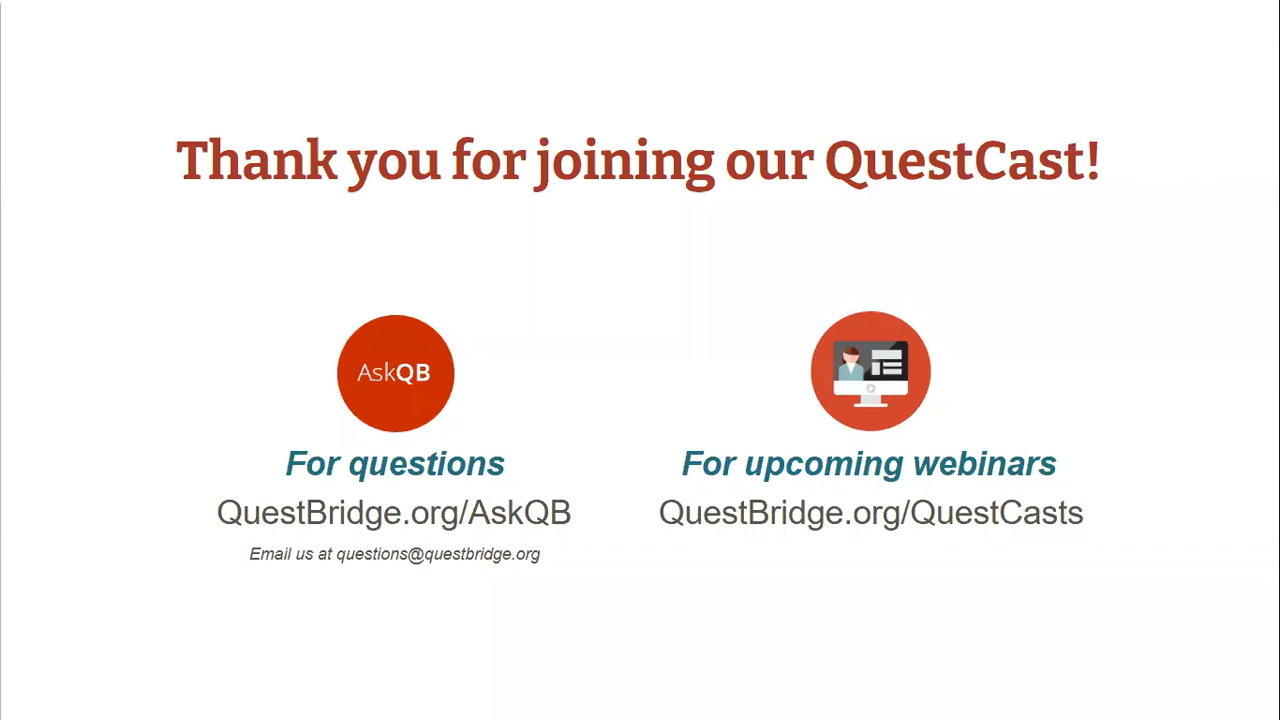 Thank you for joining our QuestCast!
AskQB
For questions
QuestBridge.org/AskQB
Email us at questions@questbridge.org
For upcoming webinars
QuestBridge.org/QuestCasts